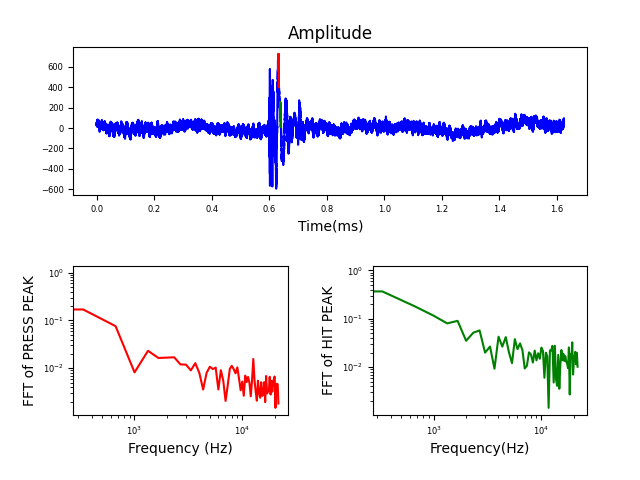 Amplitude
600
400
200
0
−200
−400
−600
0.0 0.2 0.4 0.6 0.8 1.0 1.2 1.4 1.6
Time(ms)
FFT of PRESS PEAK
10⁰
10⁻¹
10⁻²
10³ 10⁴
Frequency (Hz)
FFT of HIT PEAK
10⁰
10⁻¹
10⁻²
10³ 10⁴
Frequency(Hz)